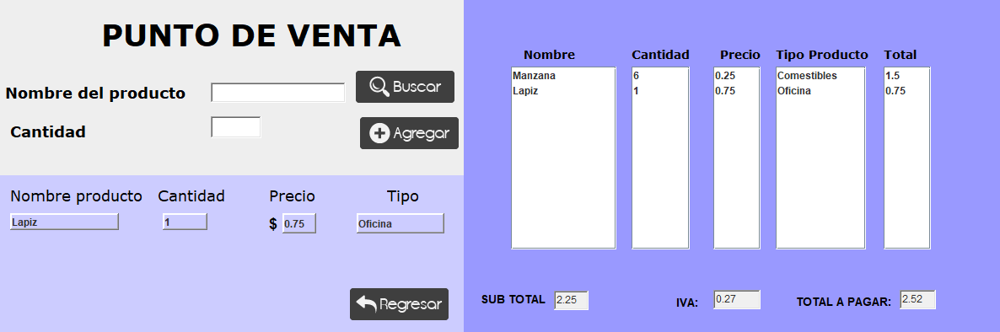 PUNTO DE VENTA
Nombre del producto
Buscar
Cantidad
Agregar
Nombre producto Cantidad Precio Tipo
Lapiz 1 $ 0.75 Oficina
Regresar
Nombre Cantidad Precio Tipo Producto Total
Manzana 6 0.25 Comestibles 1.5
Lapiz 1 0.75 Oficina 0.75
SUB TOTAL 2.25 IVA: 0.27 TOTAL A PAGAR: 2.52